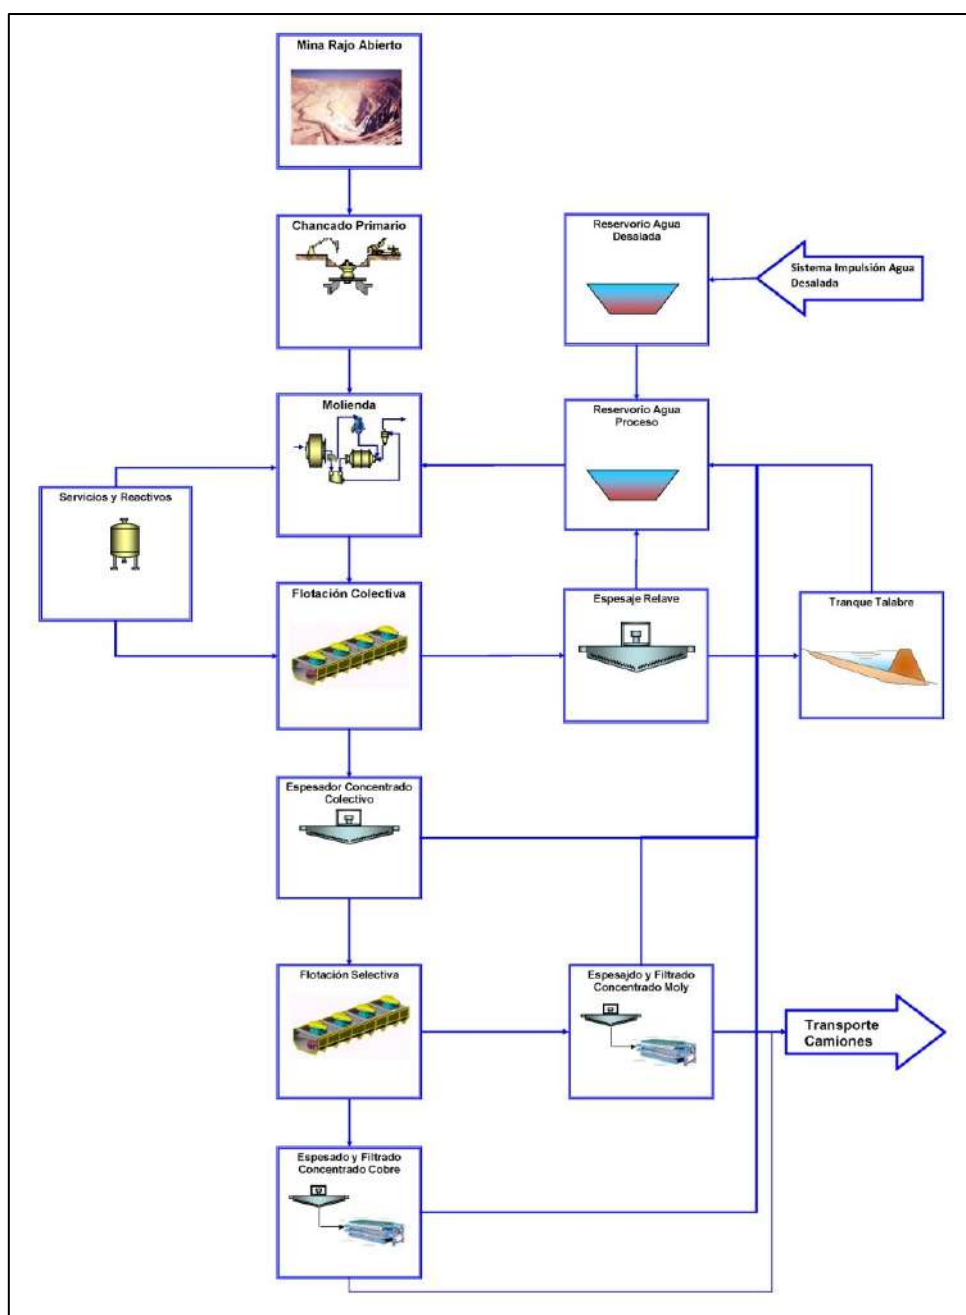 Mina Rajo Abierto
Chancado Primario
Reservorio Agua
Desalada
Sistema Impulsión Agua
Desalada
Molienda
Reservorio Agua
Proceso
Servicios y Reactivos
Flotación Colectiva
Espesaje Relave
Tranque Talabre
Espesador Concentrado
Colectivo
Flotación Selectiva
Espesajdo y Filtrado
Concentrado Moly
Transporte
Camiones
Espesado y Filtrado
Concentrado Cobre